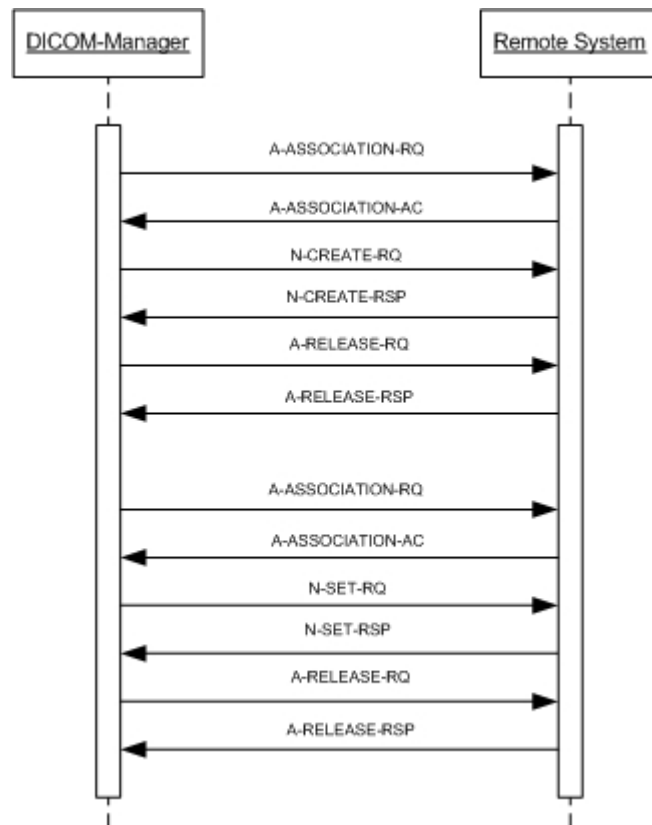 DICOM-Manager
Remote System
A-ASSOCIATION-RQ
A-ASSOCIATION-AC
N-CREATE-RQ
N-CREATE-RSP
A-RELEASE-RQ
A-RELEASE-RSP
A-ASSOCIATION-RQ
A-ASSOCIATION-AC
N-SET-RQ
N-SET-RSP
A-RELEASE-RQ
A-RELEASE-RSP